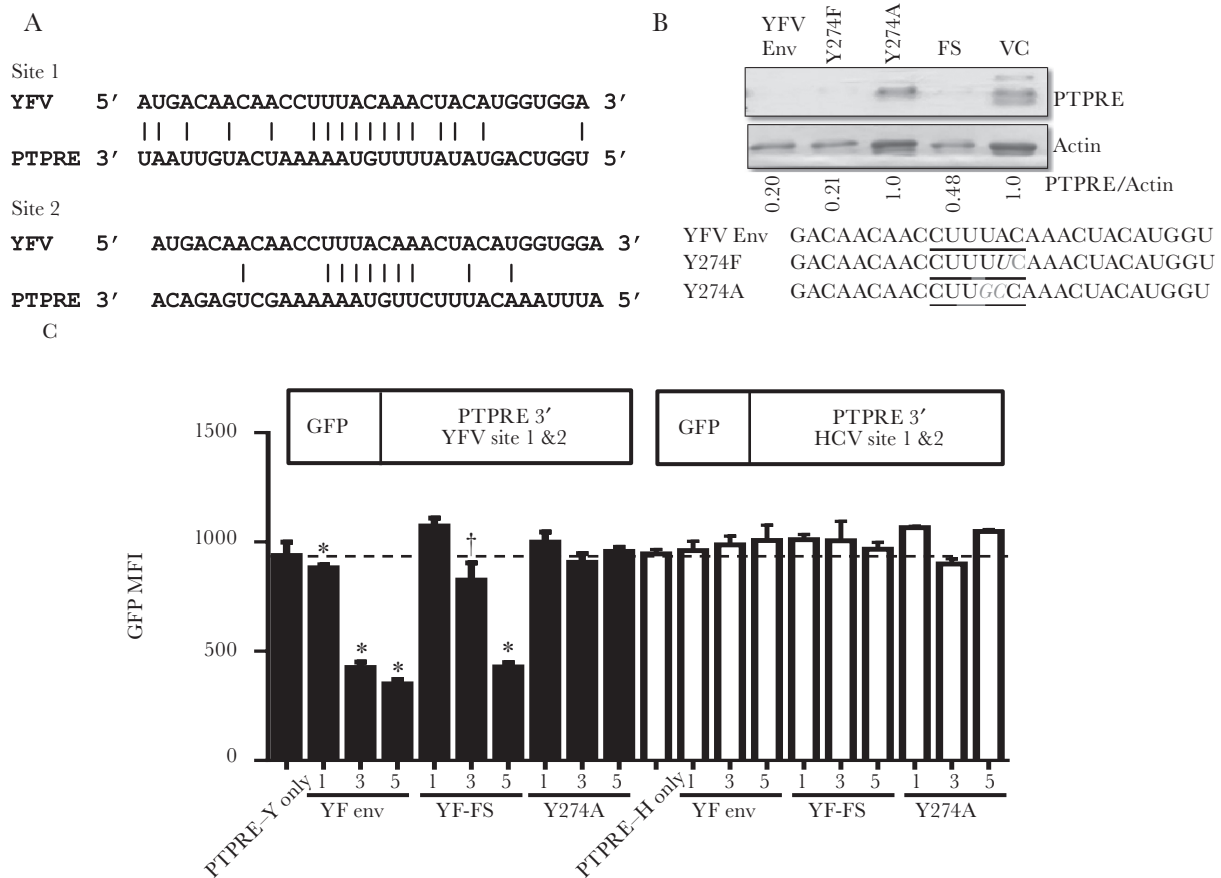 A
Site 1
YFV 5′ AUGACAACAACCUUUACAAACUACAUGGUGGA 3′
PTPRE 3′ UAAUUGUACUAAAAAUGUUUUAUAUGACUGGU 5′
Site 2
YFV 5′ AUGACAACAACCUUUACAAACUACAUGGUGGA 3′
PTPRE 3′ ACAGAGUCGAAAAAAUGUUCUUUACAAAUUUA 5′
B
YFV Env Y274F Y274A FS VC
PTPRE
Actin
0.20 0.21 1.0 0.48 1.0 PTPRE/Actin
YFV Env GACAACAACCUUUACAAACUACAUGGU
Y274F GACAACAACCUUUUCAAACUACAUGGU
Y274A GACAACAACCUUGCCAAACUACAUGGU
C
GFP PTPRE 3′ YFV site 1 &2
GFP PTPRE 3′ HCV site 1 &2
GFP MFI
1500
1000
500
0
* * * † *
PTPRE–Y only 1 3 5 1 3 5 1 3 5 PTPRE–H only 1 3 5 1 3 5 1 3 5
YF env YF-FS Y274A YF env YF-FS Y274A